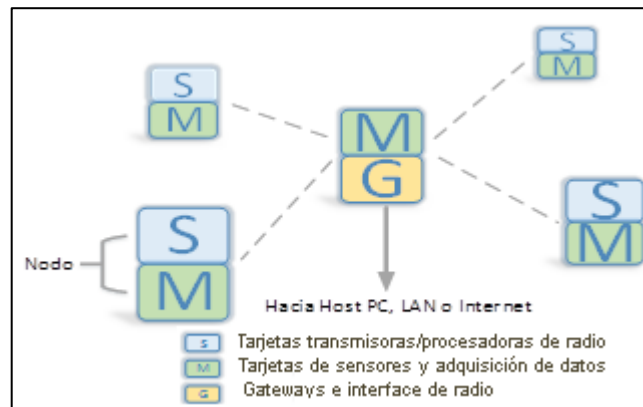 S
M
S
M
M
G
S
M
S
M
Nodo
Hacia Host PC, LAN o Internet
S Tarjetas transmisoras/procesadoras de radio
M Tarjetas de sensores y adquisición de datos
G Gateways e interface de radio